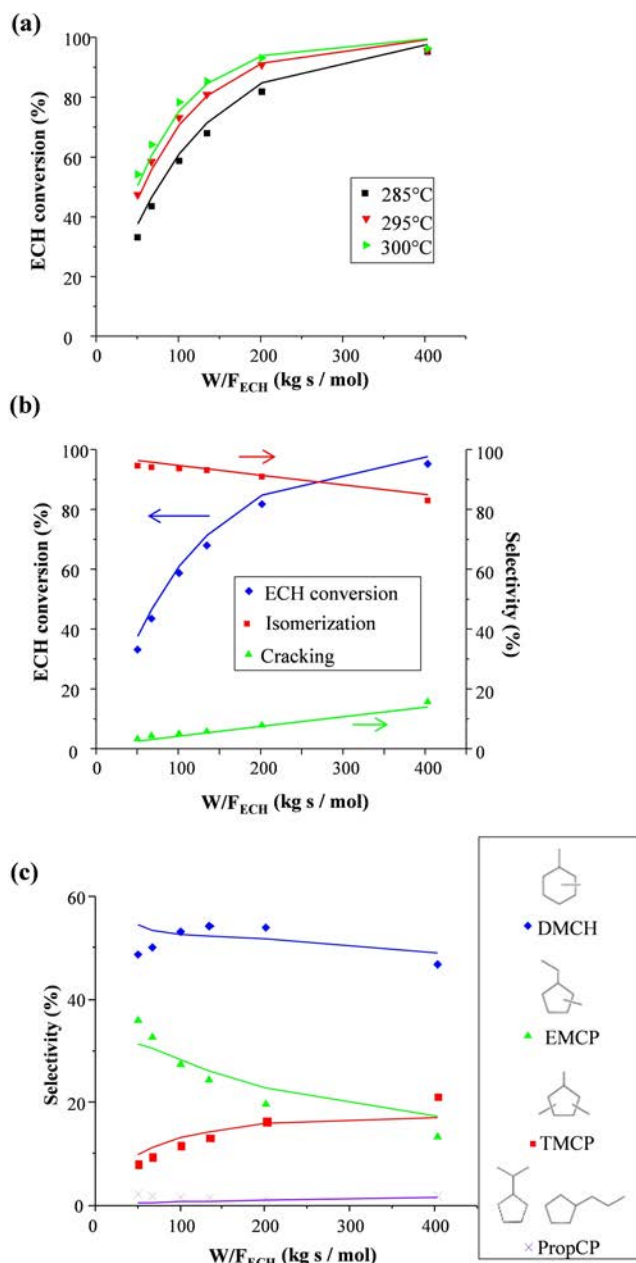 (a)
100
80
60
40
20
0
ECH conversion (%)
285°C
295°C
300°C
0 100 200 300 400
W/F_ECH (kg s / mol)
(b)
100
80
60
40
20
0
ECH conversion (%)
100
80
60
40
20
0
Selectivity (%)
ECH conversion
Isomerization
Cracking
0 100 200 300 400
W/F_ECH (kg s / mol)
(c)
60
40
20
0
Selectivity (%)
0 100 200 300 400
W/F_ECH (kg s / mol)
DMCH
EMCP
TMCP
PropCP